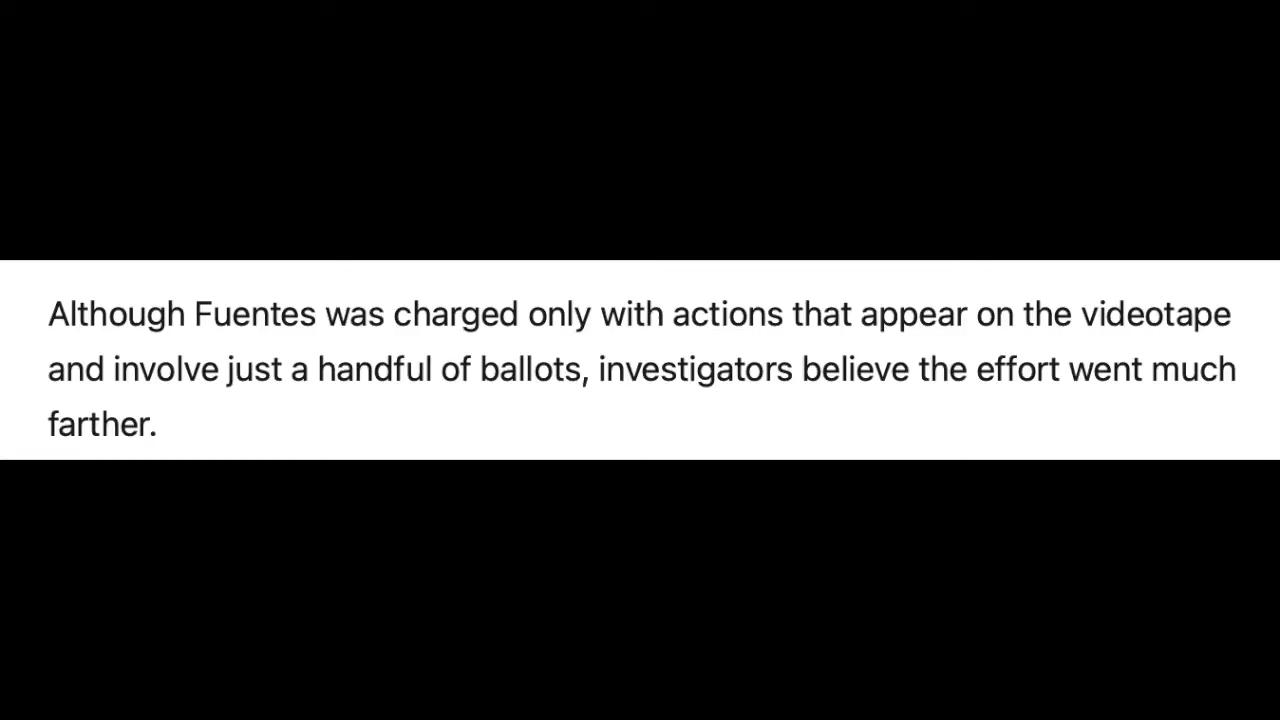 Although Fuentes was charged only with actions that appear on the videotape
and involve just a handful of ballots, investigators believe the effort went much
farther.